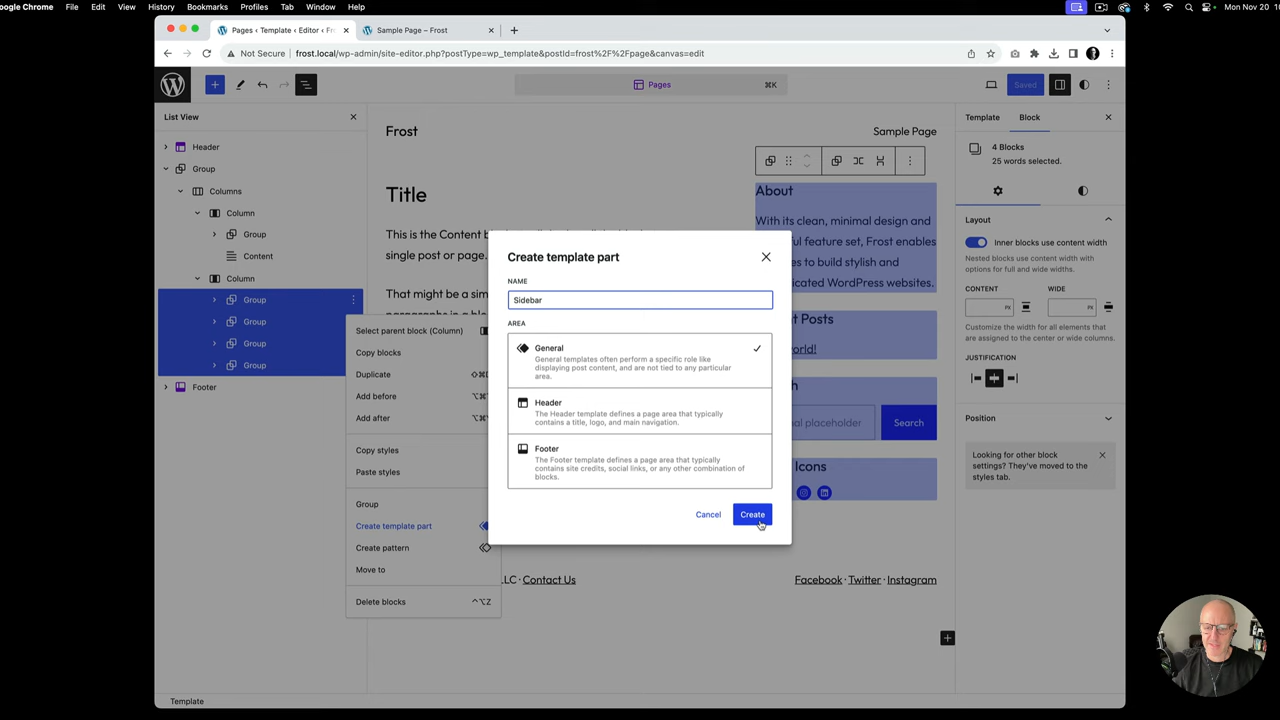 oogle Chrome File Edit View History Bookmarks Profiles Tab Window Help Mon Nov 20
Pages ‹ Template ‹ Editor ‹ Fr
Sample Page – Frost
Not Secure frost.local/wp-admin/site-editor.php?postType=wp_template&postId=frost%2F%2Fpage&canvas=edit
Pages ⌘K
Saved
List View
Header
Group
Columns
Column
Group
Content
Column
Group
Group
Group
Group
Footer
Select parent block (Column)
Copy blocks
Duplicate ⇧⌘
Add before ⌥⌘
Add after ⌥⌘
Copy styles
Paste styles
Group
Create template part
Create pattern
Move to
Delete blocks ⌃⌥Z
Frost
Sample Page
Title
This is the Content
single post or page.
That might be a sim
paragraphs in a
About
With its clean, minimal design and
ful feature set, Frost enables
es to build stylish and
dicated WordPress websites.
t Posts
world!
h
nal placeholder
Search
Icons
LLC · Contact Us
Facebook · Twitter · Instagram
Create template part
NAME
Sidebar
AREA
General
General templates often perform a specific role like
displaying post content, and are not tied to any particular
area.
Header
The Header template defines a page area that typically
contains a title, logo, and main navigation.
Footer
The Footer template defines a page area that typically
contains site credits, social links, or any other combination of
blocks.
Cancel
Create
Template
Block
4 Blocks
25 words selected.
Layout
Inner blocks use content width
Nested blocks use content width with
options for full and wide widths.
CONTENT
WIDE
PX
PX
Customize the width for all elements that
are assigned to the center or wide columns.
JUSTIFICATION
Position
Looking for other block
settings? They've moved to the
styles tab.
Template